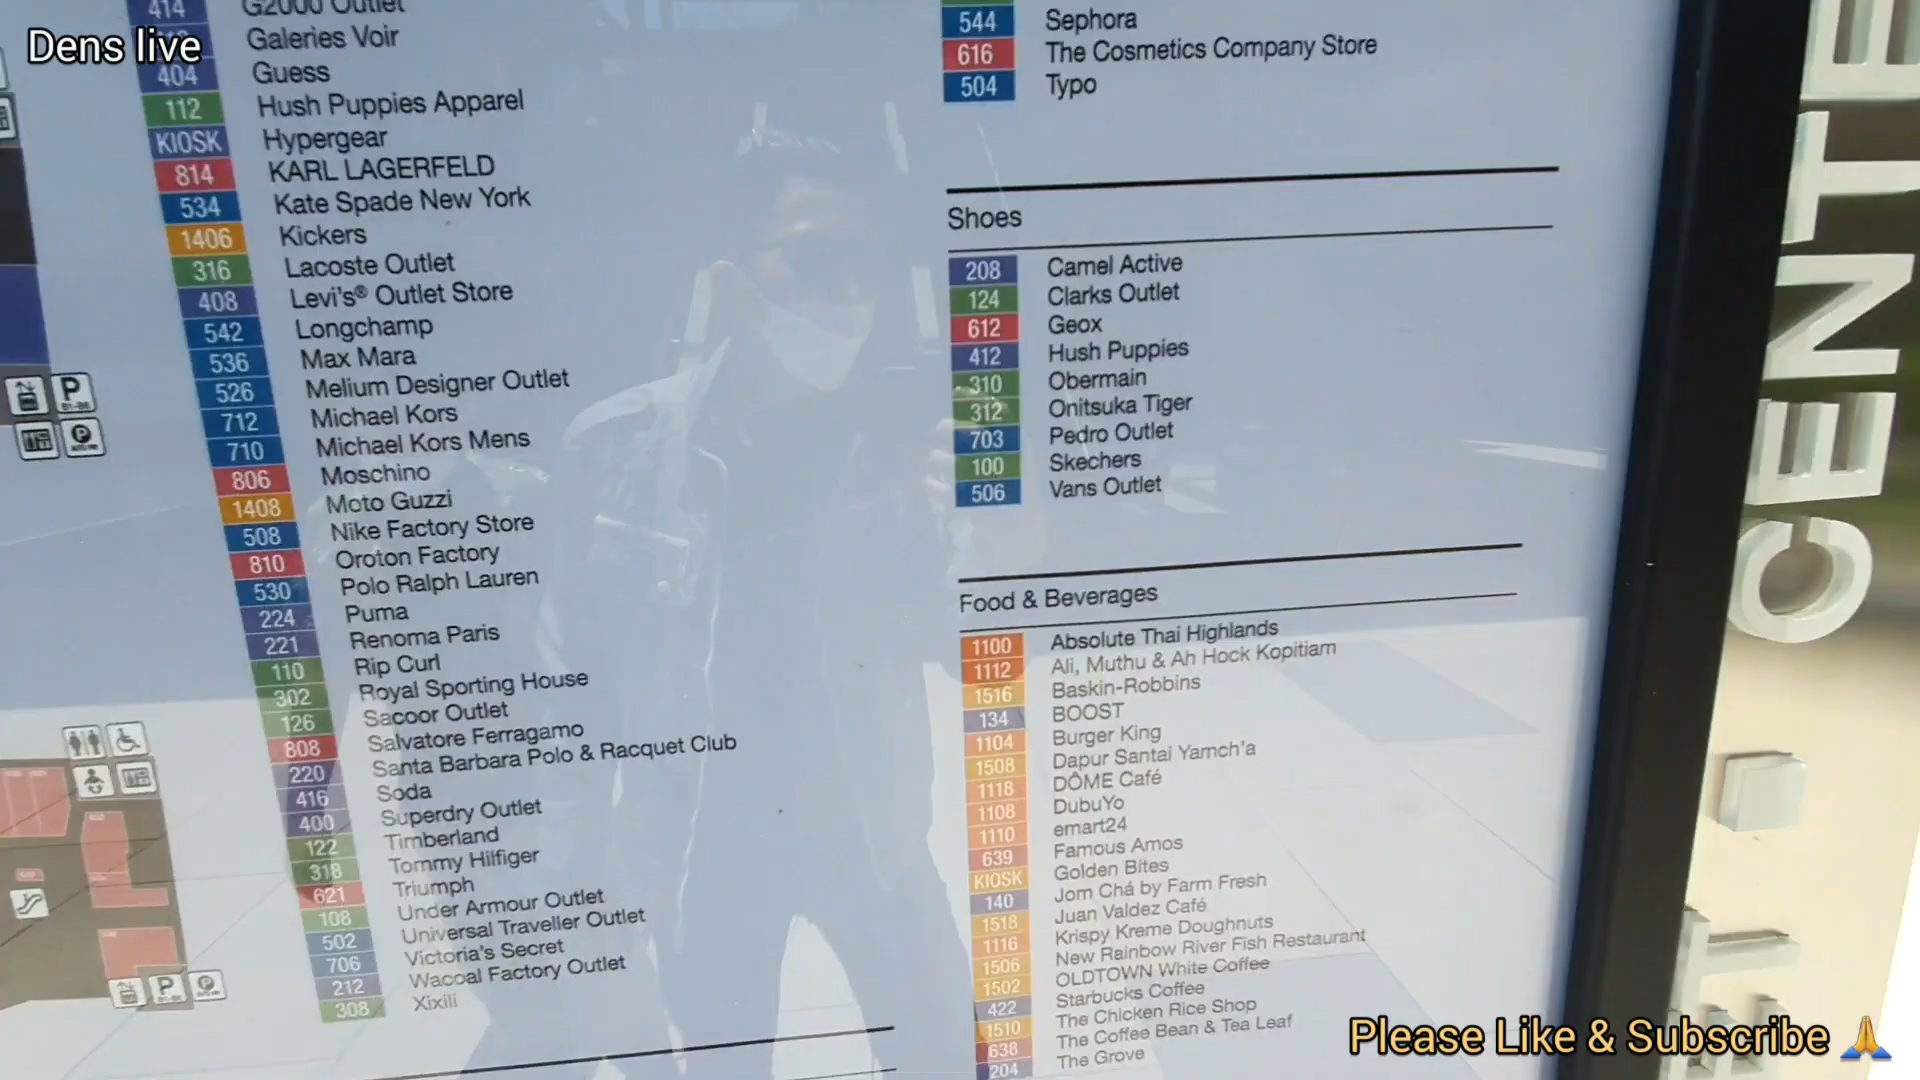 Dens live
414 G2000 Outlet
Galeries Voir
404 Guess
112 Hush Puppies Apparel
KIOSK Hypergear
814 KARL LAGERFELD
534 Kate Spade New York
1406 Kickers
316 Lacoste Outlet
408 Levi's® Outlet Store
542 Longchamp
536 Max Mara
526 Melium Designer Outlet
712 Michael Kors
710 Michael Kors Mens
806 Moschino
1408 Moto Guzzi
508 Nike Factory Store
810 Oroton Factory
530 Polo Ralph Lauren
224 Puma
221 Renoma Paris
110 Rip Curl
302 Royal Sporting House
126 Sacoor Outlet
808 Salvatore Ferragamo
220 Santa Barbara Polo & Racquet Club
416 Soda
400 Superdry Outlet
122 Timberland
318 Tommy Hilfiger
621 Triumph
108 Under Armour Outlet
502 Universal Traveller Outlet
706 Victoria's Secret
212 Wacoal Factory Outlet
308 Xixili
544 Sephora
616 The Cosmetics Company Store
504 Typo
Shoes
208 Camel Active
124 Clarks Outlet
612 Geox
412 Hush Puppies
310 Obermain
312 Onitsuka Tiger
703 Pedro Outlet
100 Skechers
506 Vans Outlet
Food & Beverages
1100 Absolute Thai Highlands
1112 Ali, Muthu & Ah Hock Kopitiam
1516 Baskin-Robbins
134 BOOST
1104 Burger King
1508 Dapur Santai Yamch'a
1118 DÔME Café
1108 DubuYo
1110 emart24
639 Famous Amos
KIOSK Golden Bites
140 Jom Chá by Farm Fresh
1518 Juan Valdez Café
1116 Krispy Kreme Doughnuts
1506 New Rainbow River Fish Restaurant
1502 OLDTOWN White Coffee
422 Starbucks Coffee
1510 The Chicken Rice Shop
638 The Coffee Bean & Tea Leaf
204 The Grove
P
P
P
P
CENTE
Please Like & Subscribe 🙏